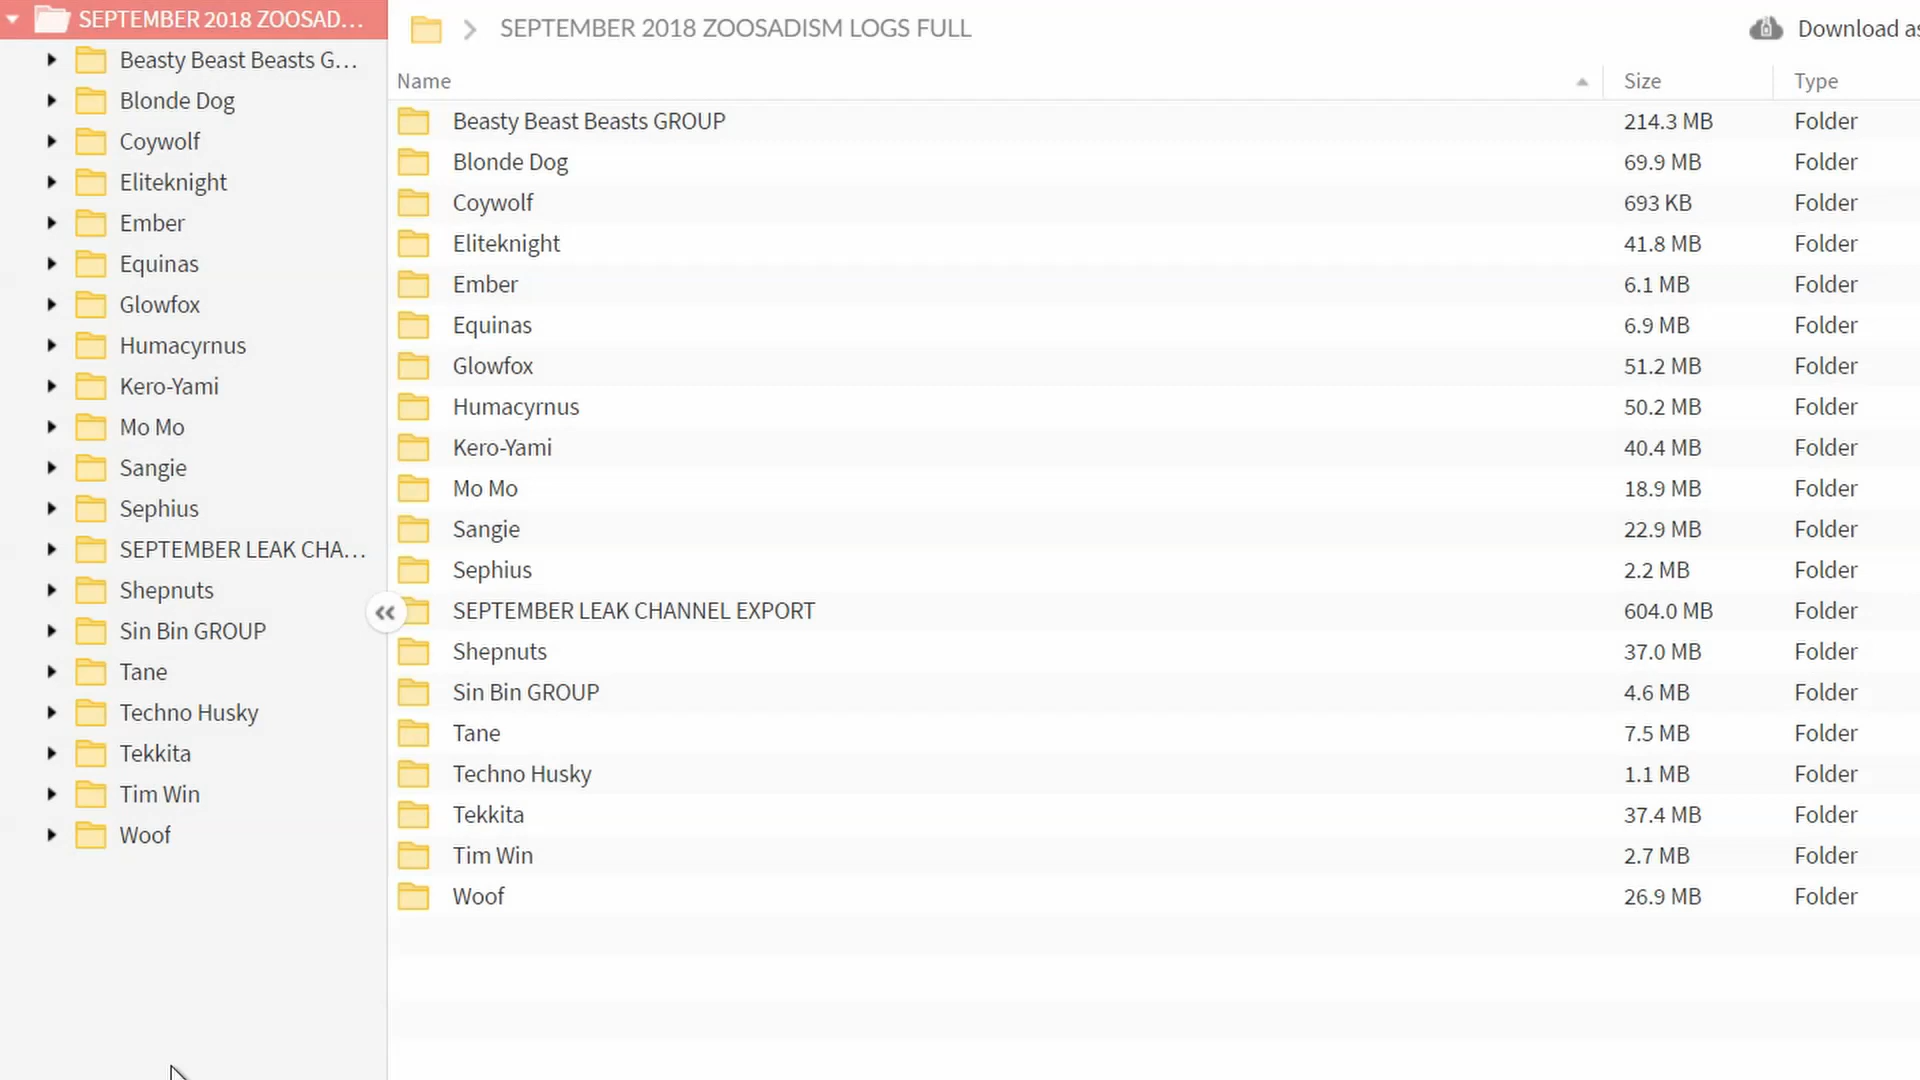 SEPTEMBER 2018 ZOOSAD...
Beasty Beast Beasts G...
Blonde Dog
Coywolf
Eliteknight
Ember
Equinas
Glowfox
Humacyrnus
Kero-Yami
Mo Mo
Sangie
Sephius
SEPTEMBER LEAK CHA...
Shepnuts
Sin Bin GROUP
Tane
Techno Husky
Tekkita
Tim Win
Woof
SEPTEMBER 2018 ZOOSADISM LOGS FULL
Download as
Name Size Type
Beasty Beast Beasts GROUP 214.3 MB Folder
Blonde Dog 69.9 MB Folder
Coywolf 693 KB Folder
Eliteknight 41.8 MB Folder
Ember 6.1 MB Folder
Equinas 6.9 MB Folder
Glowfox 51.2 MB Folder
Humacyrnus 50.2 MB Folder
Kero-Yami 40.4 MB Folder
Mo Mo 18.9 MB Folder
Sangie 22.9 MB Folder
Sephius 2.2 MB Folder
SEPTEMBER LEAK CHANNEL EXPORT 604.0 MB Folder
Shepnuts 37.0 MB Folder
Sin Bin GROUP 4.6 MB Folder
Tane 7.5 MB Folder
Techno Husky 1.1 MB Folder
Tekkita 37.4 MB Folder
Tim Win 2.7 MB Folder
Woof 26.9 MB Folder